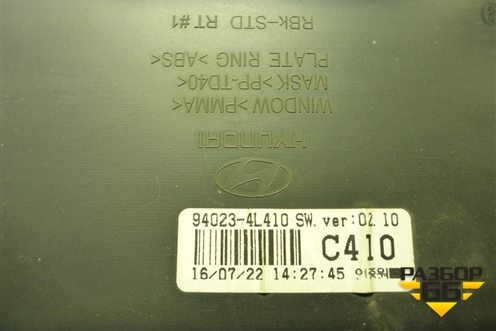 RBK-STD RT#1
PLATE RING >ABS<
MASK >PP-TD40<
WINDOW >PMMA<
HYUNDAI
94023-4L410 SW. ver:02.10
C410
16/07/22 14:27:45
РАЗБОР
66